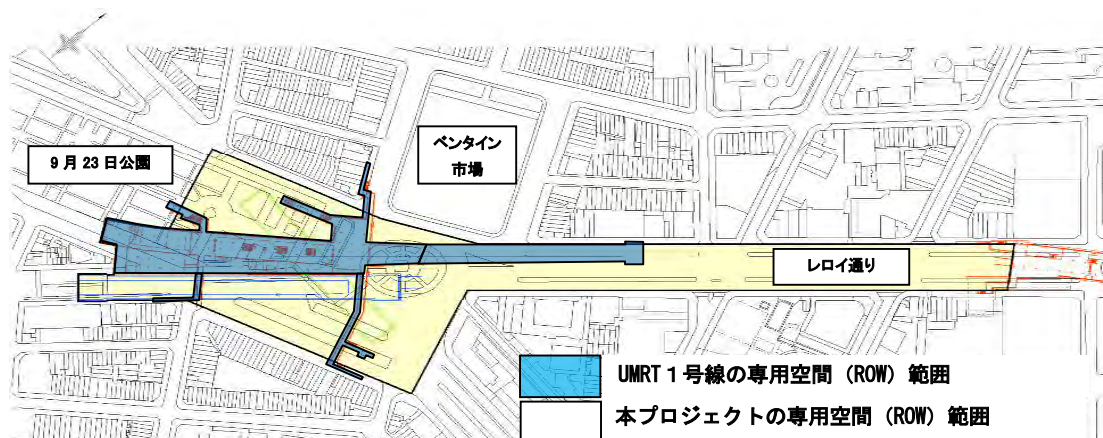 9月23日公園
ベンタイン
市場
レロイ通り
UMRT１号線の専用空間（ROW）範囲
本プロジェクトの専用空間（ROW）範囲